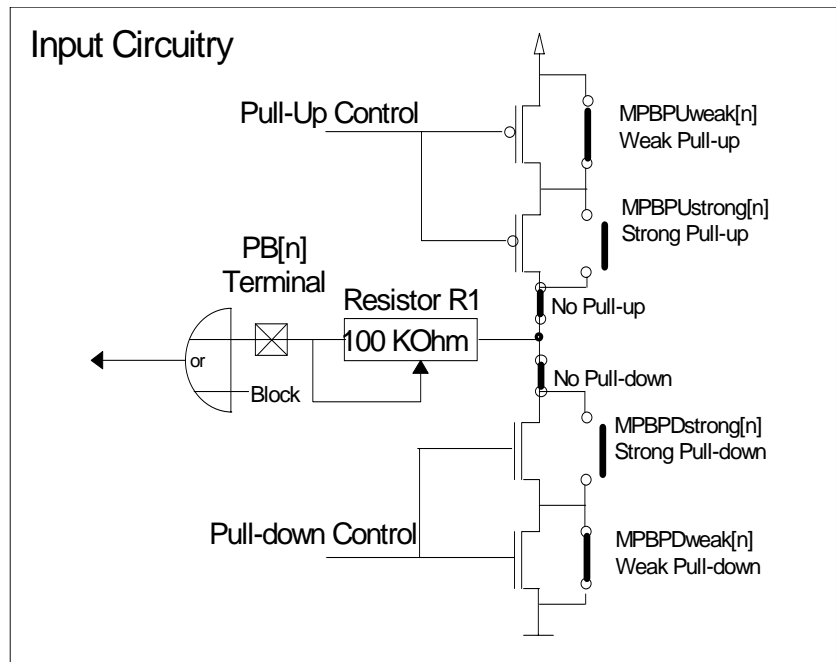 Input Circuitry
Pull-Up Control
MPBPUweak[n]
Weak Pull-up
MPBPUstrong[n]
Strong Pull-up
PB[n]
Terminal
Resistor R1
100 KOhm
No Pull-up
or
Block
No Pull-down
MPBPDstrong[n]
Strong Pull-down
Pull-down Control
MPBPDweak[n]
Weak Pull-down